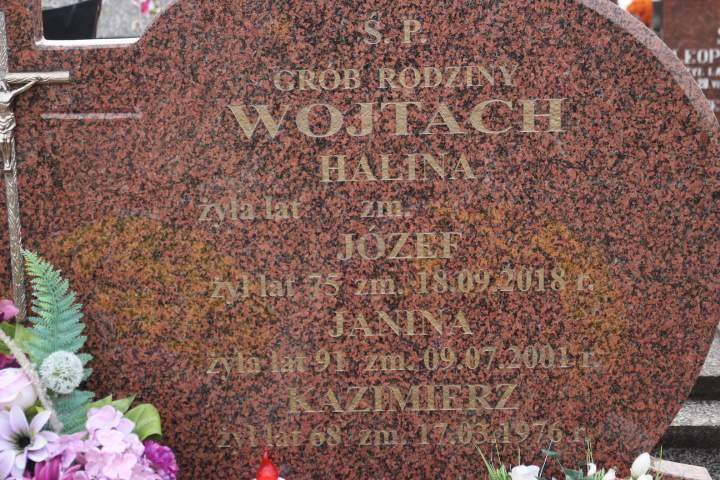 Ś. P.
GRÓB RODZINY
WOJTACH
HALINA
żyła lat zm.
JÓZEF
żył lat 75 zm. 18.09.2018 r.
JANINA
żyła lat 91 zm. 09.07.2001 r.
KAZIMIERZ
żył lat 68 zm. 17.03.1976 r.